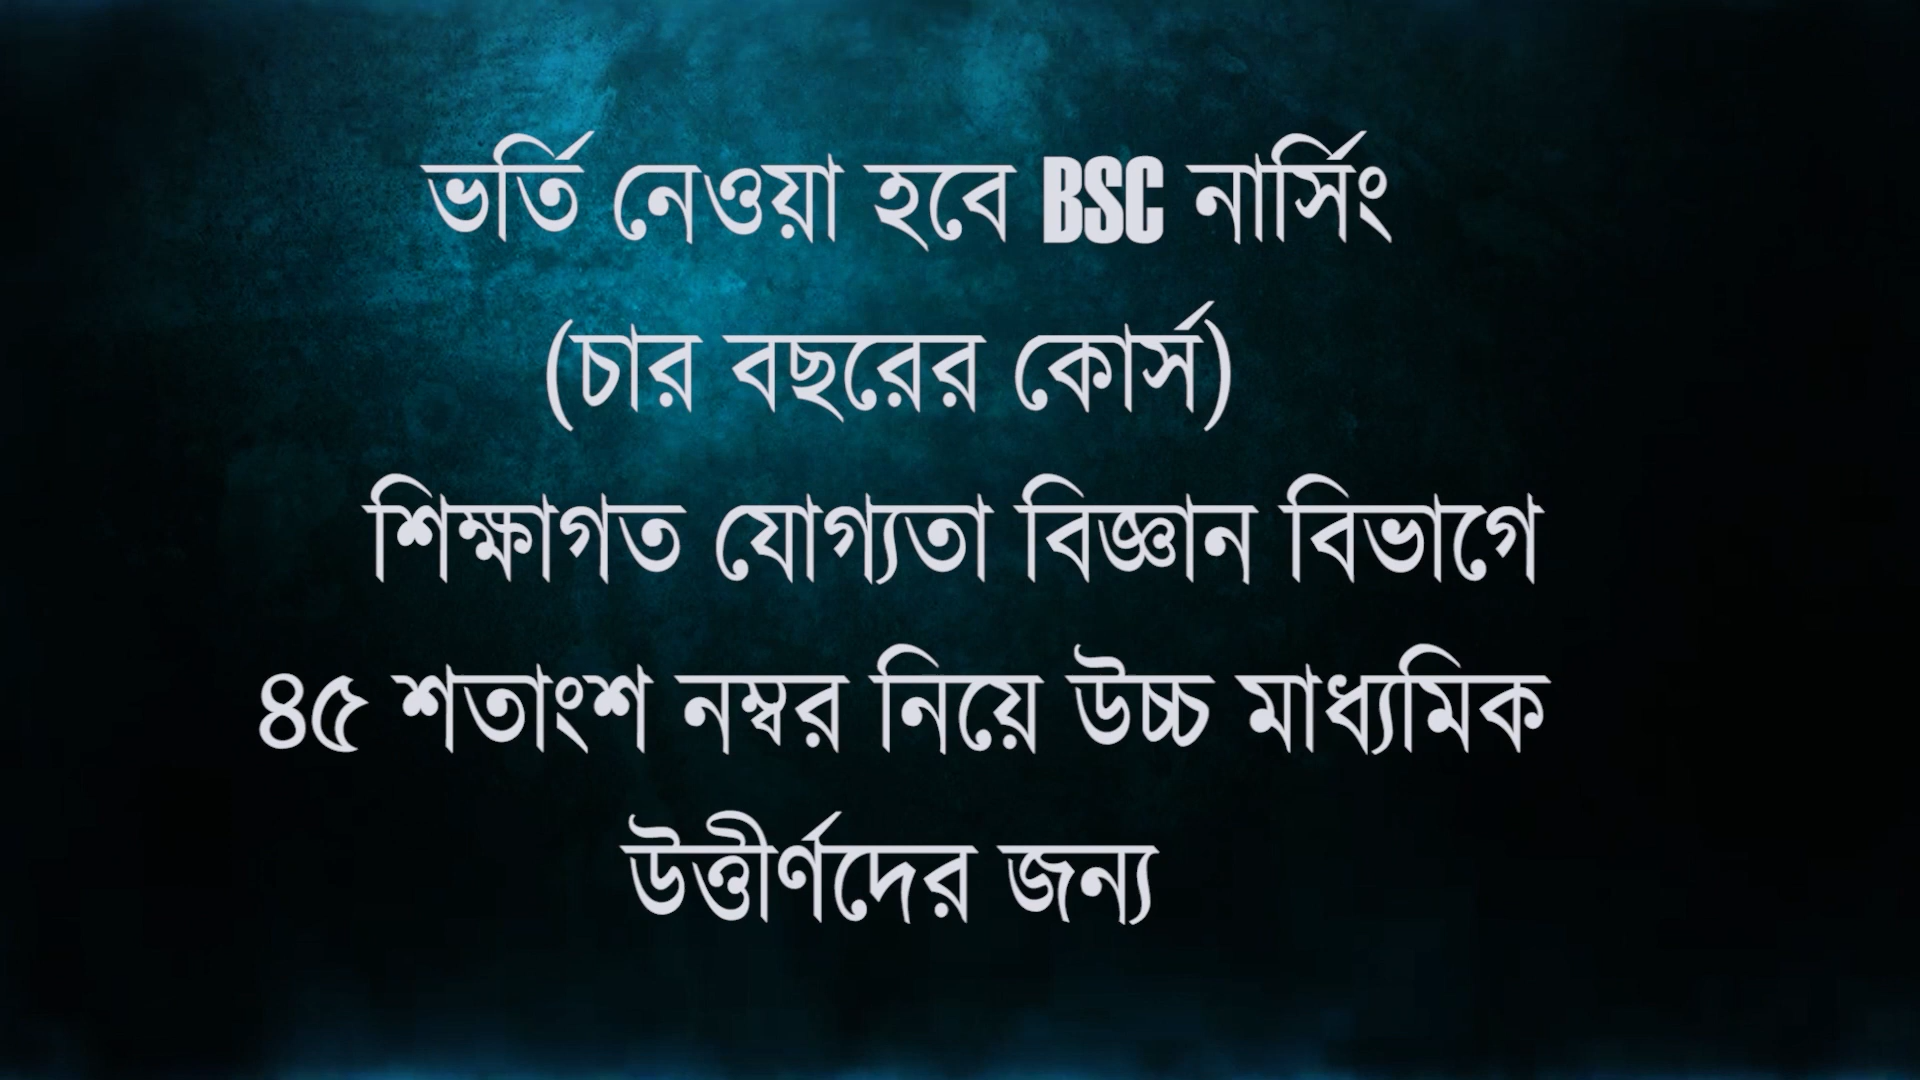 ভর্তি নেওয়া হবে BSC নার্সিং
(চার বছরের কোর্স)
শিক্ষাগত যোগ্যতা বিজ্ঞান বিভাগে
৪৫ শতাংশ নম্বর নিয়ে উচ্চ মাধ্যমিক
উত্তীর্ণদের জন্য